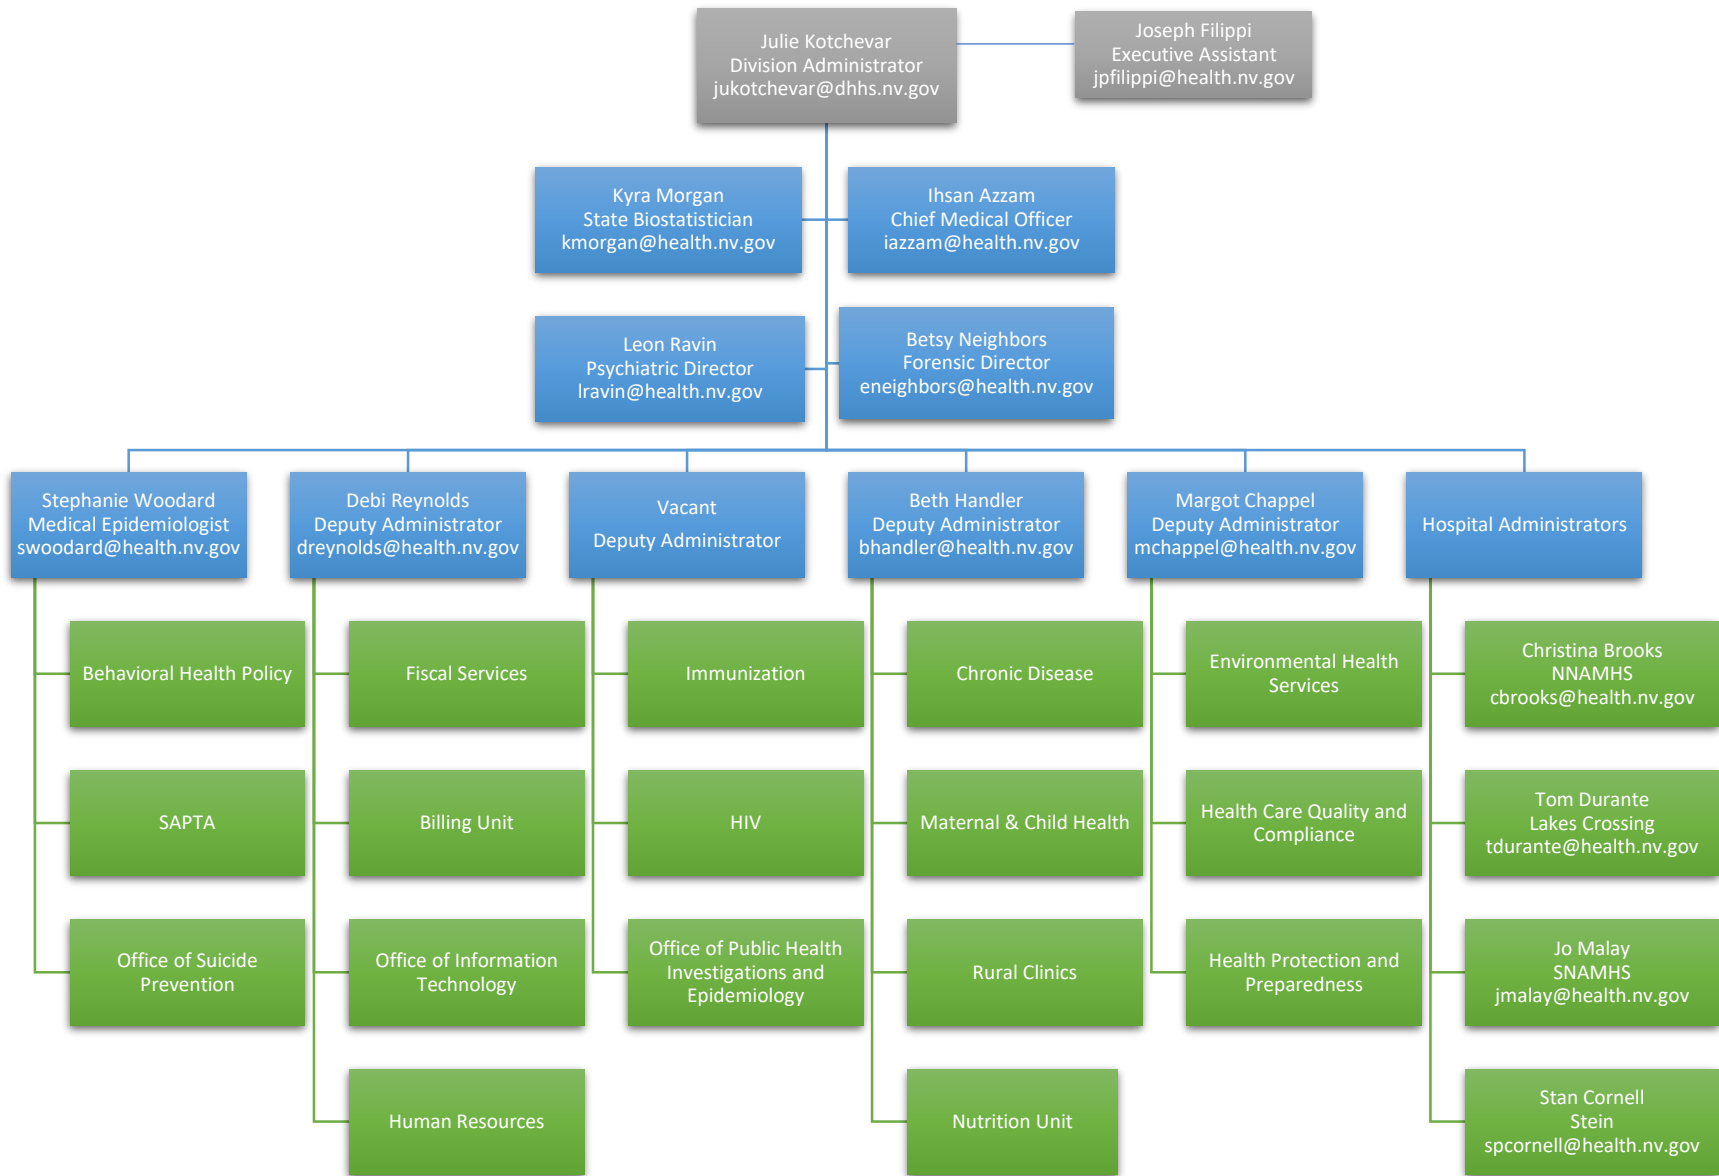 Julie Kotchevar
Division Administrator
jukotchevar@dhhs.nv.gov
Joseph Filippi
Executive Assistant
jpfilippi@health.nv.gov
Kyra Morgan
State Biostatistician
kmorgan@health.nv.gov
Ihsan Azzam
Chief Medical Officer
iazzam@health.nv.gov
Leon Ravin
Psychiatric Director
lravin@health.nv.gov
Betsy Neighbors
Forensic Director
eneighbors@health.nv.gov
Stephanie Woodard
Medical Epidemiologist
swoodard@health.nv.gov
Debi Reynolds
Deputy Administrator
dreynolds@health.nv.gov
Vacant
Deputy Administrator
Beth Handler
Deputy Administrator
bhandler@health.nv.gov
Margot Chappel
Deputy Administrator
mchappel@health.nv.gov
Hospital Administrators
Behavioral Health Policy
Fiscal Services
Immunization
Chronic Disease
Environmental Health
Services
Christina Brooks
NNAMHS
cbrooks@health.nv.gov
SAPTA
Billing Unit
HIV
Maternal & Child Health
Health Care Quality and
Compliance
Tom Durante
Lakes Crossing
tdurante@health.nv.gov
Office of Suicide
Prevention
Office of Information
Technology
Office of Public Health
Investigations and
Epidemiology
Rural Clinics
Health Protection and
Preparedness
Jo Malay
SNAMHS
jmalay@health.nv.gov
Human Resources
Nutrition Unit
Stan Cornell
Stein
spcornell@health.nv.gov